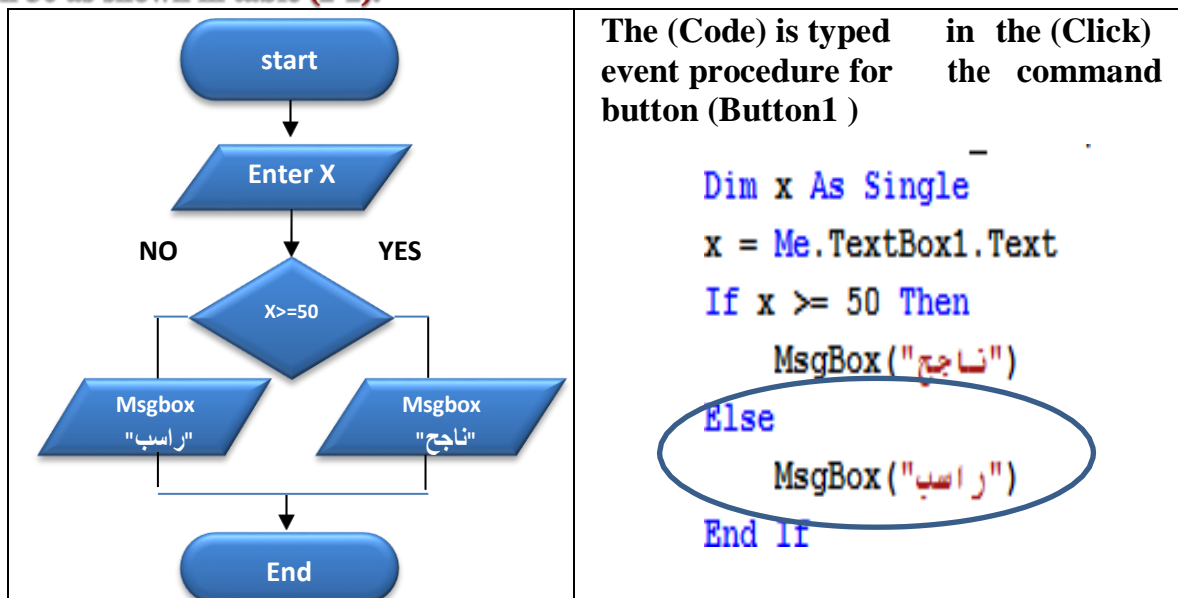 start
Enter X
NO
YES
X>=50
Msgbox
"راسب"
Msgbox
"ناجح"
End
The (Code) is typed in the (Click)
event procedure for the command
button (Button1 )
Dim x As Single
x = Me.TextBox1.Text
If x >= 50 Then
MsgBox("ناجح")
Else
MsgBox("راسب")
End If